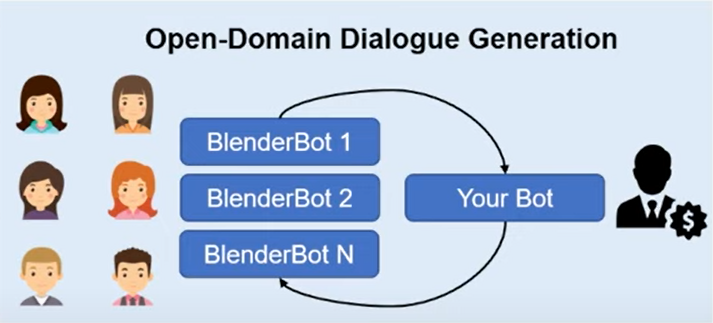 Open-Domain Dialogue Generation
BlenderBot 1
BlenderBot 2
BlenderBot N
Your Bot
$